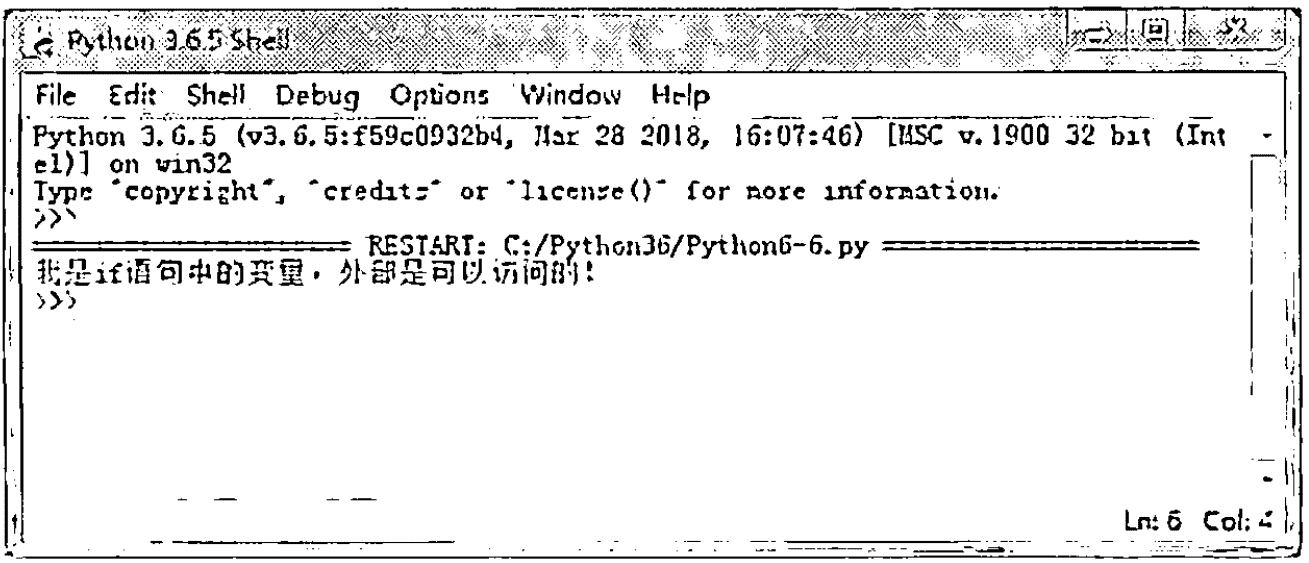 Python 3.6.5 Shell
File Edit Shell Debug Options Window Help
Python 3.6.5 (v3.6.5:f59c0932b4, Mar 28 2018, 16:07:46) [MSC v.1900 32 bit (Int
el)] on win32
Type "copyright", "credits" or "license()" for more information.
>>>
=================== RESTART: C:/Python36/Python6-6.py ===================
我是if语句中的变量，外部是可以访问的!
>>>
Ln: 6 Col: 4